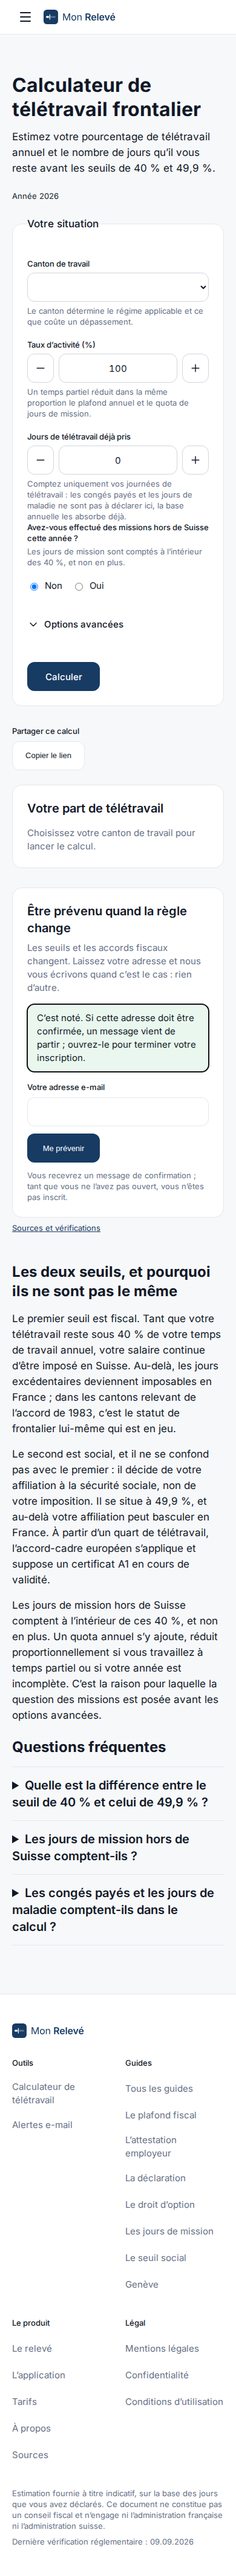 Mon Relevé
Calculateur de
télétravail frontalier
Estimez votre pourcentage de télétravail
annuel et le nombre de jours qu’il vous
reste avant les seuils de 40 % et 49,9 %.
Année 2026
Votre situation
Canton de travail
Le canton détermine le régime applicable et ce
que coûte un dépassement.
Taux d’activité (%)
100
Un temps partiel réduit dans la même
proportion le plafond annuel et le quota de
jours de mission.
Jours de télétravail déjà pris
0
Comptez uniquement vos journées de
télétravail : les congés payés et les jours de
maladie ne sont pas à déclarer ici, la base
annuelle les absorbe déjà.
Avez-vous effectué des missions hors de Suisse
cette année ?
Les jours de mission sont comptés à l’intérieur
des 40 %, et non en plus.
Non Oui
Options avancées
Calculer
Partager ce calcul
Copier le lien
Votre part de télétravail
Choisissez votre canton de travail pour
lancer le calcul.
Être prévenu quand la règle
change
Les seuils et les accords fiscaux
changent. Laissez votre adresse et nous
vous écrivons quand c’est le cas : rien
d’autre.
C’est noté. Si cette adresse doit être
confirmée, un message vient de
partir ; ouvrez-le pour terminer votre
inscription.
Votre adresse e-mail
Me prévenir
Vous recevrez un message de confirmation ;
tant que vous ne l’avez pas ouvert, vous n’êtes
pas inscrit.
Sources et vérifications
Les deux seuils, et pourquoi
ils ne sont pas le même
Le premier seuil est fiscal. Tant que votre
télétravail reste sous 40 % de votre temps
de travail annuel, votre salaire continue
d’être imposé en Suisse. Au-delà, les jours
excédentaires deviennent imposables en
France ; dans les cantons relevant de
l’accord de 1983, c’est le statut de
frontalier lui-même qui est en jeu.
Le second est social, et il ne se confond
pas avec le premier : il décide de votre
affiliation à la sécurité sociale, non de
votre imposition. Il se situe à 49,9 %, et
au-delà votre affiliation peut basculer en
France. À partir d’un quart de télétravail,
l’accord-cadre européen s’applique et
suppose un certificat A1 en cours de
validité.
Les jours de mission hors de Suisse
comptent à l’intérieur de ces 40 %, et non
en plus. Un quota annuel s’y ajoute, réduit
proportionnellement si vous travaillez à
temps partiel ou si votre année est
incomplète. C’est la raison pour laquelle la
question des missions est posée avant les
options avancées.
Questions fréquentes
Quelle est la différence entre le
seuil de 40 % et celui de 49,9 % ?
Les jours de mission hors de
Suisse comptent-ils ?
Les congés payés et les jours de
maladie comptent-ils dans le
calcul ?
Mon Relevé
Outils
Calculateur de
télétravail
Alertes e-mail
Guides
Tous les guides
Le plafond fiscal
L’attestation
employeur
La déclaration
Le droit d’option
Les jours de mission
Le seuil social
Genève
Le produit
Le relevé
L’application
Tarifs
À propos
Sources
Légal
Mentions légales
Confidentialité
Conditions d’utilisation
Estimation fournie à titre indicatif, sur la base des jours
que vous avez déclarés. Ce document ne constitue pas
un conseil fiscal et n’engage ni l’administration française
ni l’administration suisse.
Dernière vérification réglementaire : 09.09.2026